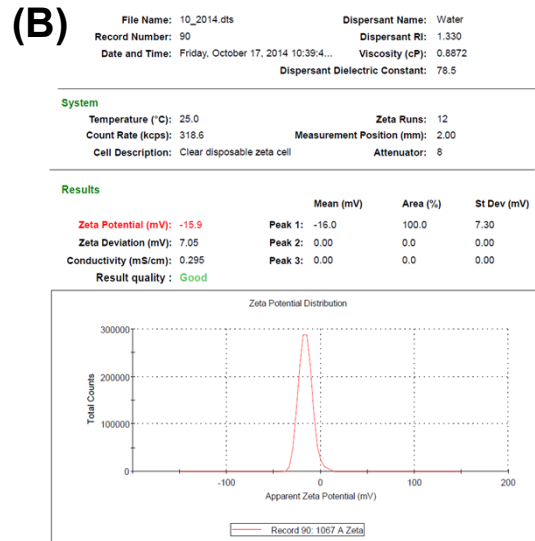 (B)
File Name: 10_2014.dts Dispersant Name: Water
Record Number: 90 Dispersant RI: 1.330
Date and Time: Friday, October 17, 2014 10:39:4... Viscosity (cP): 0.8872
Dispersant Dielectric Constant: 78.5
System
Temperature (°C): 25.0 Zeta Runs: 12
Count Rate (kcps): 318.6 Measurement Position (mm): 2.00
Cell Description: Clear disposable zeta cell Attenuator: 8
Results
Mean (mV) Area (%) St Dev (mV)
Zeta Potential (mV): -15.9 Peak 1: -16.0 100.0 7.30
Zeta Deviation (mV): 7.05 Peak 2: 0.00 0.0 0.00
Conductivity (mS/cm): 0.295 Peak 3: 0.00 0.0 0.00
Result quality : Good
Zeta Potential Distribution
Total Counts
300000
200000
100000
0
-100 0 100 200
Apparent Zeta Potential (mV)
Record 90: 1067 A Zeta